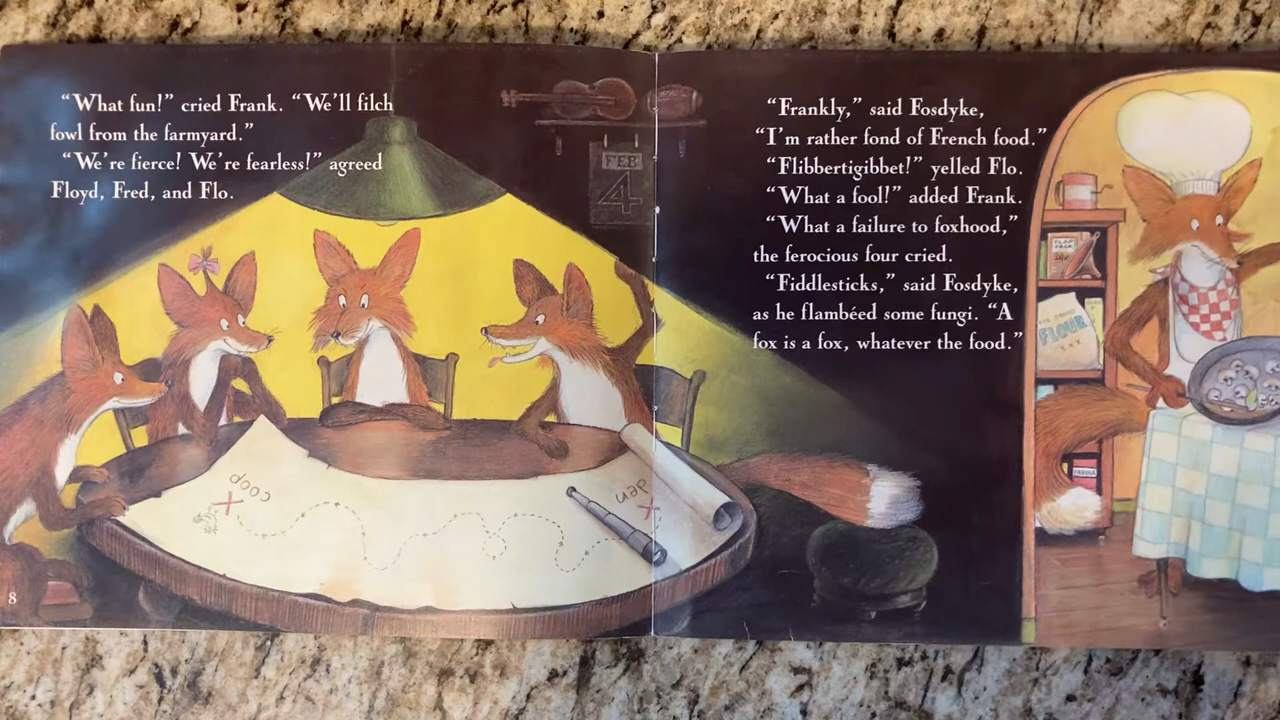 “What fun!” cried Frank. “We’ll filch
fowl from the farmyard.”
“We’re fierce! We’re fearless!” agreed
Floyd, Fred, and Flo.
FEB
4
coop
den
8
“Frankly,” said Fosdyke,
“I’m rather fond of French food.”
“Flibbertigibbet!” yelled Flo.
“What a fool!” added Frank.
“What a failure to foxhood,”
the ferocious four cried.
“Fiddlesticks,” said Fosdyke,
as he flambéed some fungi. “A
fox is a fox, whatever the food.”
FLOUR
XXX